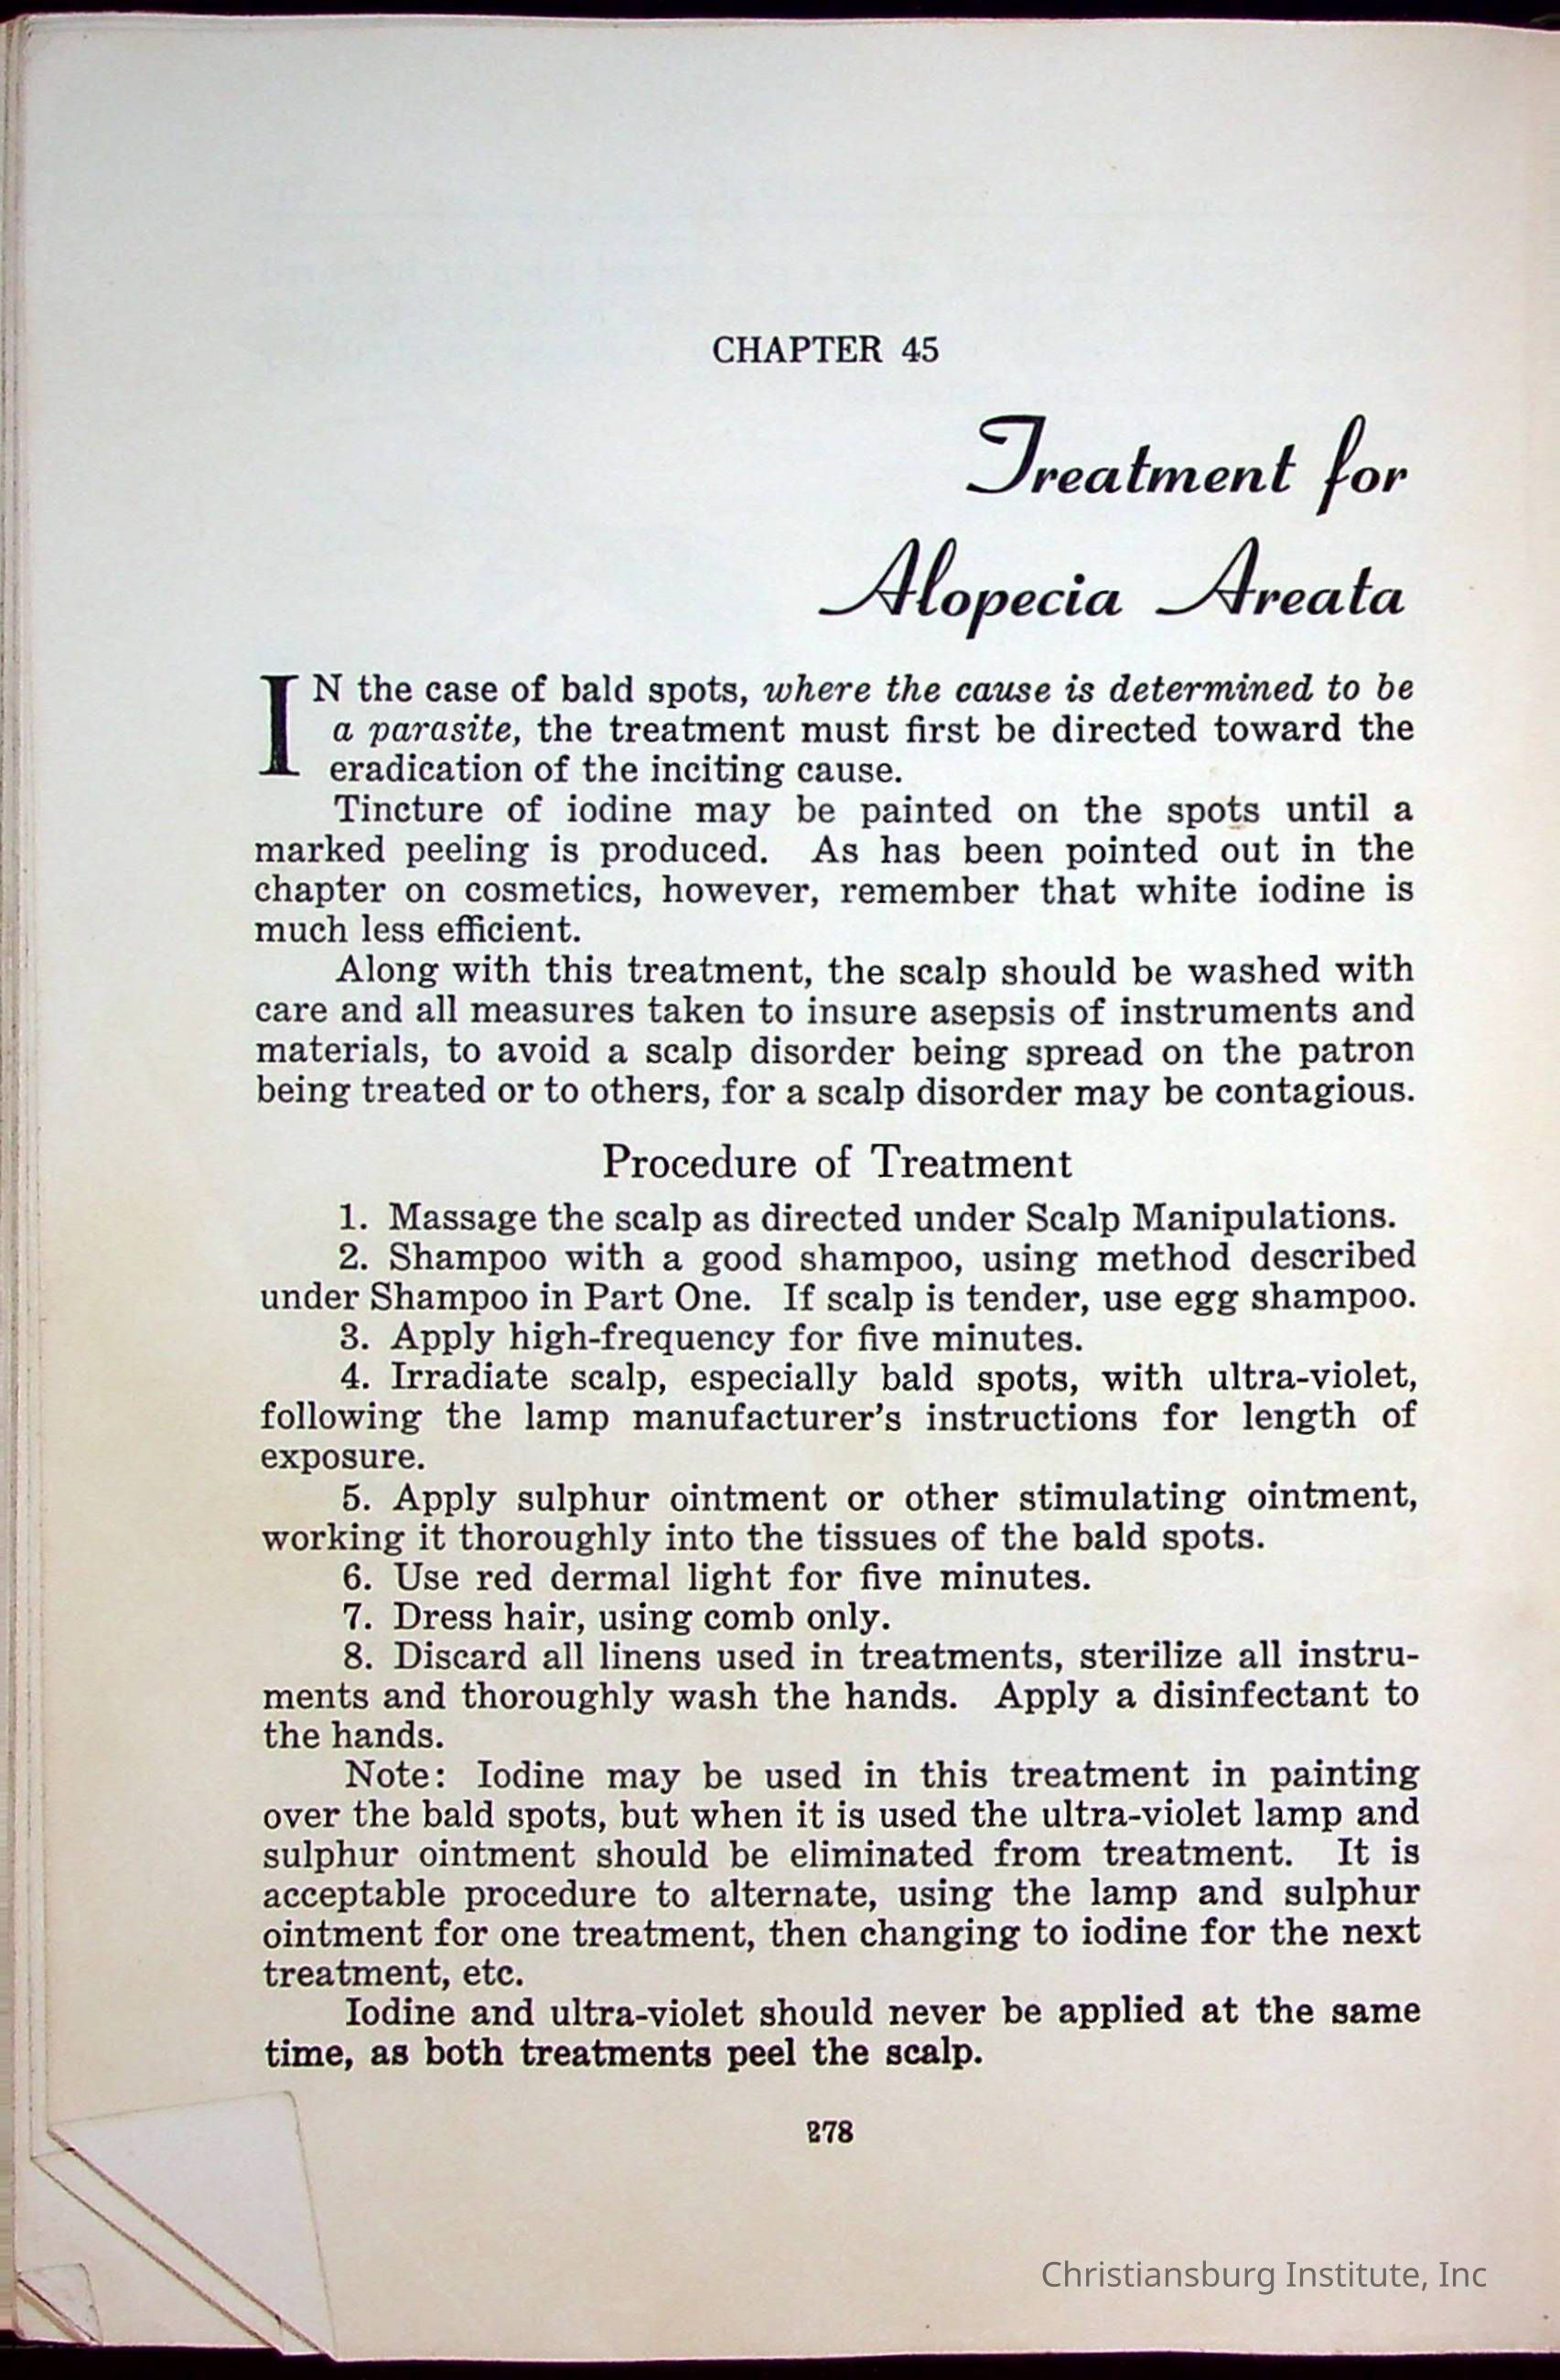 CHAPTER 45
Treatment for
Alopecia Areata
IN the case of bald spots, where the cause is determined to be
a parasite, the treatment must first be directed toward the
eradication of the inciting cause.
Tincture of iodine may be painted on the spots until a
marked peeling is produced. As has been pointed out in the
chapter on cosmetics, however, remember that white iodine is
much less efficient.
Along with this treatment, the scalp should be washed with
care and all measures taken to insure asepsis of instruments and
materials, to avoid a scalp disorder being spread on the patron
being treated or to others, for a scalp disorder may be contagious.
Procedure of Treatment
1. Massage the scalp as directed under Scalp Manipulations.
2. Shampoo with a good shampoo, using method described
under Shampoo in Part One. If scalp is tender, use egg shampoo.
3. Apply high-frequency for five minutes.
4. Irradiate scalp, especially bald spots, with ultra-violet,
following the lamp manufacturer's instructions for length of
exposure.
5. Apply sulphur ointment or other stimulating ointment,
working it thoroughly into the tissues of the bald spots.
6. Use red dermal light for five minutes.
7. Dress hair, using comb only.
8. Discard all linens used in treatments, sterilize all instru-
ments and thoroughly wash the hands. Apply a disinfectant to
the hands.
Note: Iodine may be used in this treatment in painting
over the bald spots, but when it is used the ultra-violet lamp and
sulphur ointment should be eliminated from treatment. It is
acceptable procedure to alternate, using the lamp and sulphur
ointment for one treatment, then changing to iodine for the next
treatment, etc.
Iodine and ultra-violet should never be applied at the same
time, as both treatments peel the scalp.
278
Christiansburg Institute, Inc